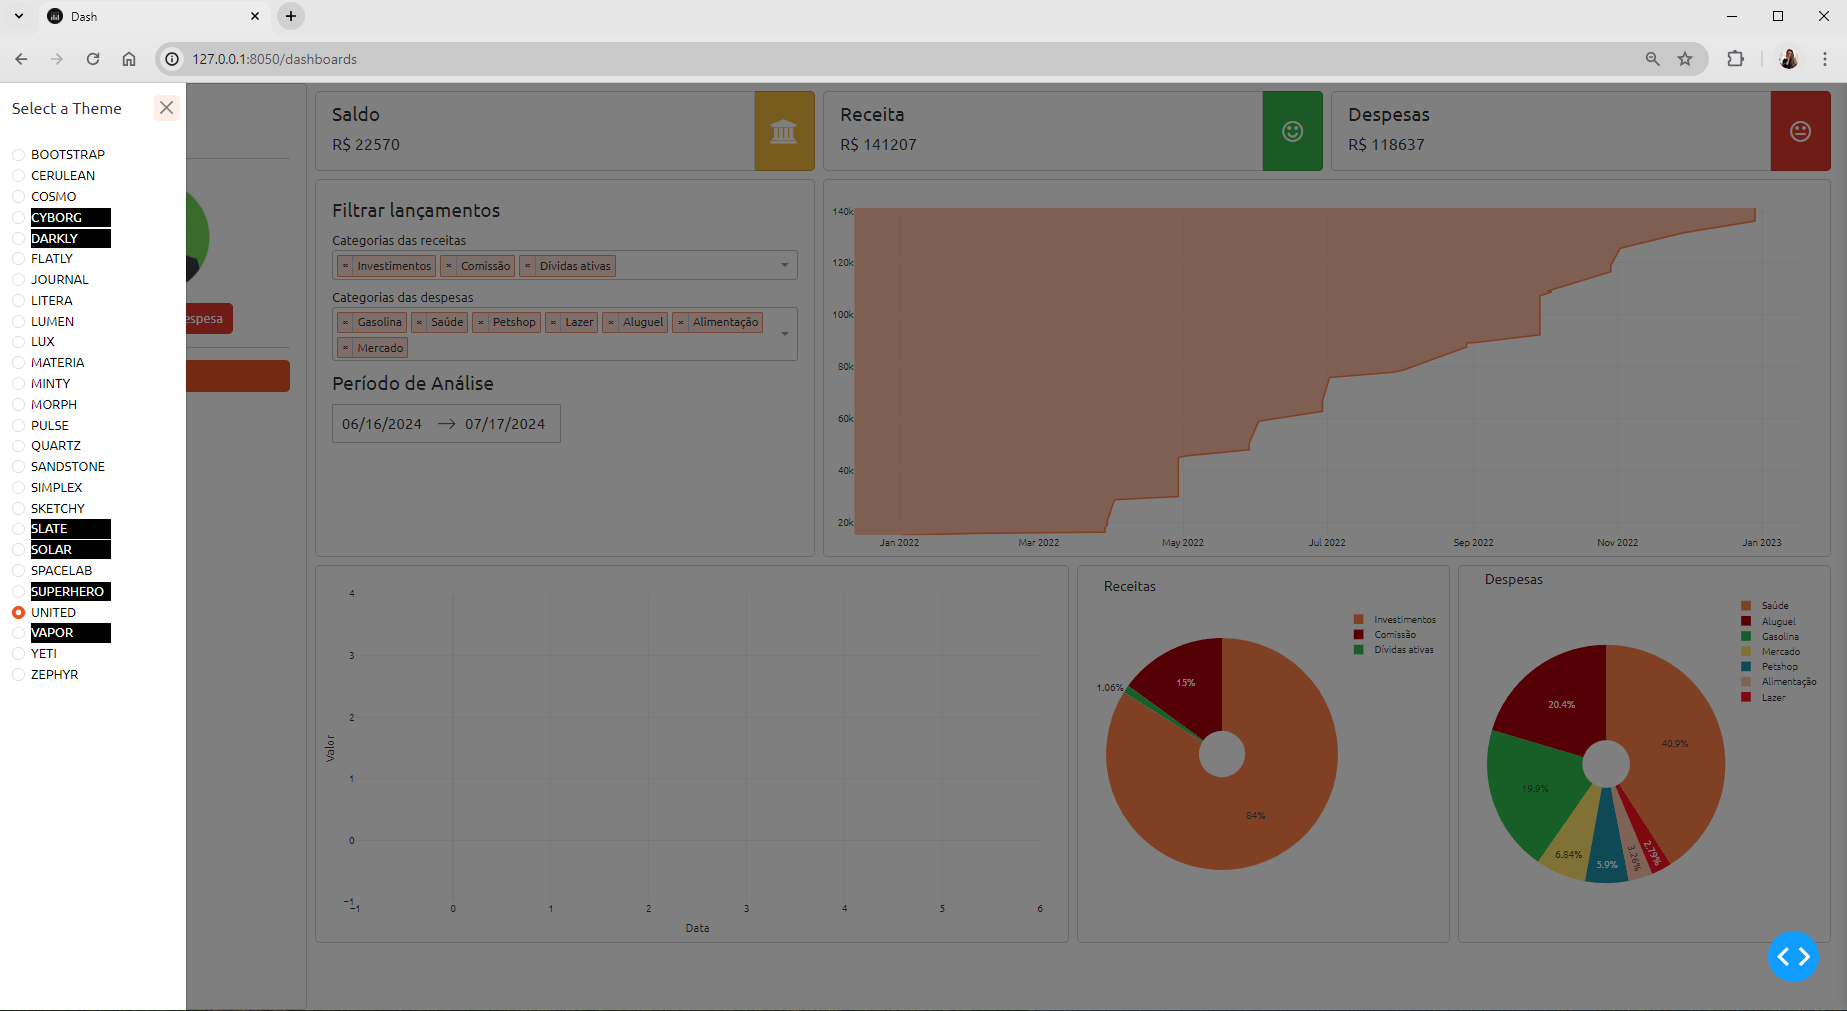 Dash
127.0.0.1:8050/dashboards
Select a Theme
BOOTSTRAP
CERULEAN
COSMO
CYBORG
DARKLY
FLATLY
JOURNAL
LITERA
LUMEN
LUX
MATERIA
MINTY
MORPH
PULSE
QUARTZ
SANDSTONE
SIMPLEX
SKETCHY
SLATE
SOLAR
SPACELAB
SUPERHERO
UNITED
VAPOR
YETI
ZEPHYR
espesa
Saldo
R$ 22570
Receita
R$ 141207
Despesas
R$ 118637
Filtrar lançamentos
Categorias das receitas
× Investimentos × Comissão × Dívidas ativas
Categorias das despesas
× Gasolina × Saúde × Petshop × Lazer × Aluguel × Alimentação
× Mercado
Período de Análise
06/16/2024 → 07/17/2024
140k
120k
100k
80k
60k
40k
20k
Jan 2022 Mar 2022 May 2022 Jul 2022 Sep 2022 Nov 2022 Jan 2023
4
3
2
1
0
−1
Valor
−1 0 1 2 3 4 5 6
Data
Receitas
Investimentos
Comissão
Dívidas ativas
15%
1.06%
84%
Despesas
Saúde
Aluguel
Gasolina
Mercado
Petshop
Alimentação
Lazer
20.4%
40.9%
19.9%
6.84%
5.9%
3.26%
2.79%